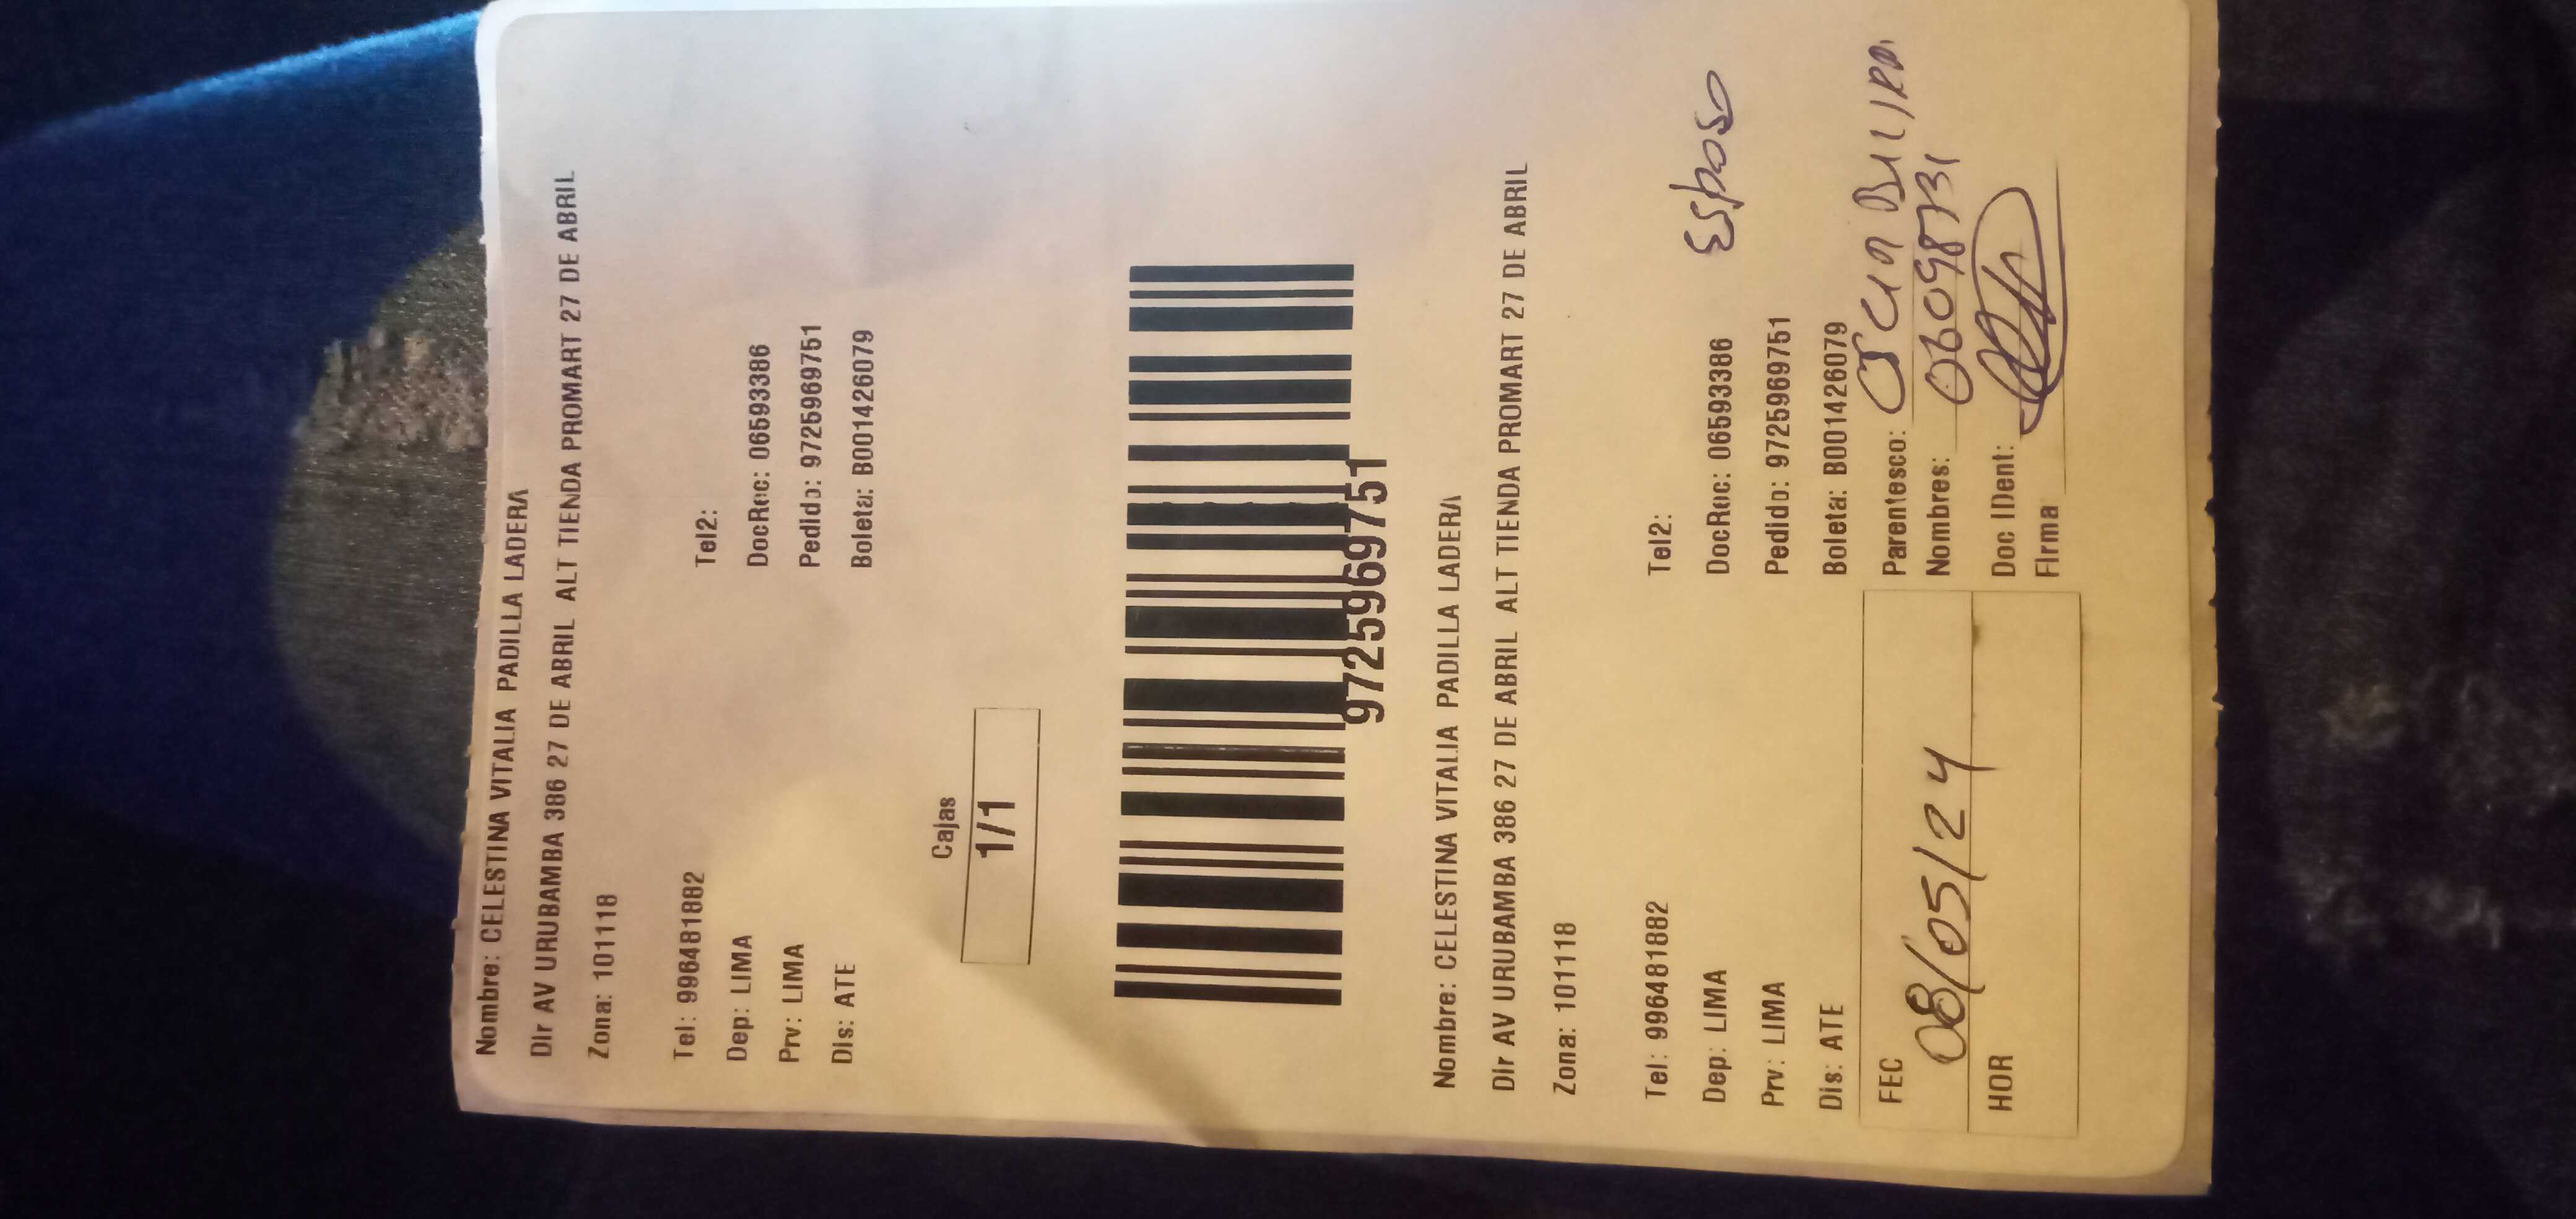 Nombre: CELESTINA VITALIA PADILLA LADERA
DIr AV URUBAMBA 386 27 DE ABRIL ALT TIENDA PROMART 27 DE ABRIL
Zona: 101118
Tel: 996481882
Tel2:
Dep: LIMA
DocRec: 06593386
Prv: LIMA
Pedido: 9725969751
Dis: ATE
Boleta: B001426079
Cajas
1/1
9725969751
Nombre: CELESTINA VITALIA PADILLA LADERA
DIr AV URUBAMBA 386 27 DE ABRIL ALT TIENDA PROMART 27 DE ABRIL
Zona: 101118
Tel: 996481882
Tel2:
Esposo
Dep: LIMA
DocRec: 06593386
Prv: LIMA
Pedido: 9725969751
Dis: ATE
Boleta: B001426079
FEC
08/05/24
HOR
Parentesco:
Nombres:
Doc IDent:
FIrma